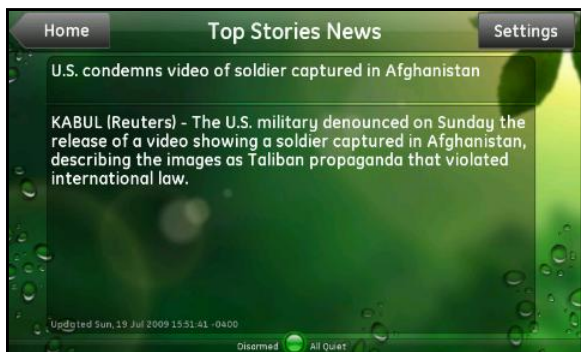 Home Top Stories News Settings
U.S. condemns video of soldier captured in Afghanistan
KABUL (Reuters) - The U.S. military denounced on Sunday the
release of a video showing a soldier captured in Afghanistan,
describing the images as Taliban propaganda that violated
international law.
Updated Sun, 19 Jul 2009 15:51:41 -0400
Disarmed All Quiet